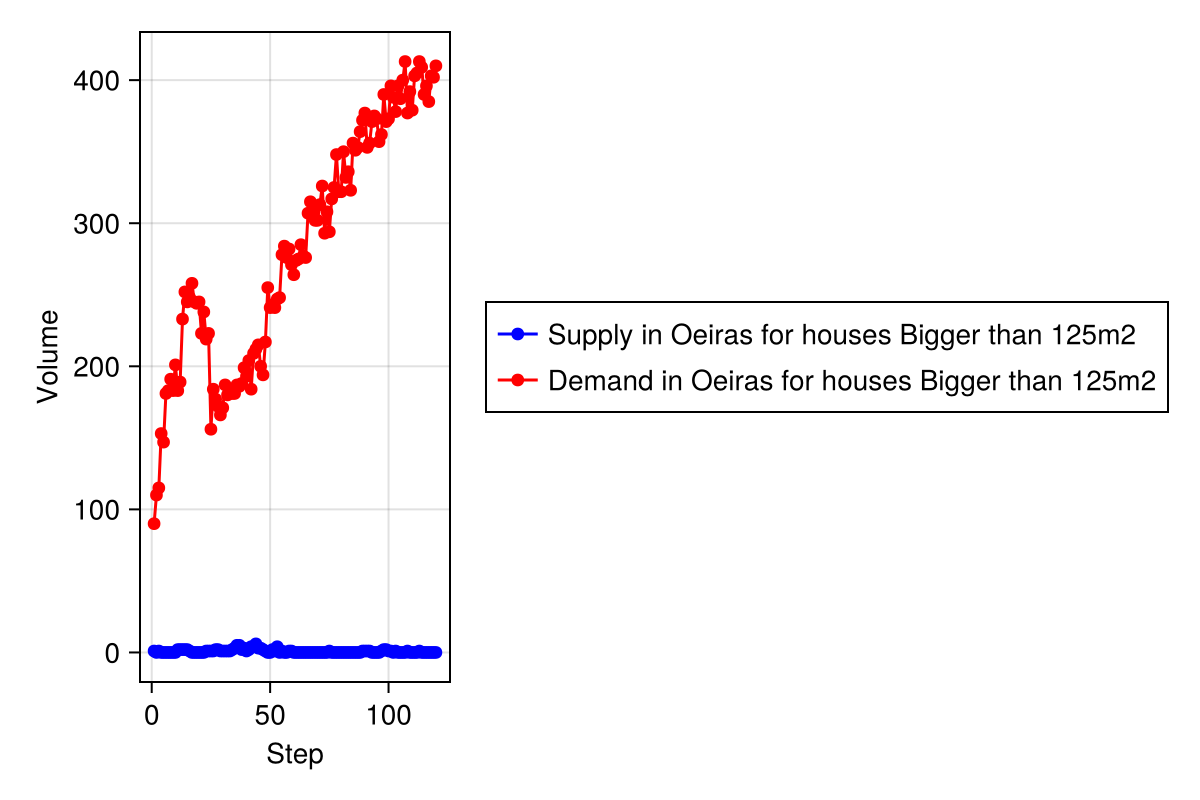 400
300
200
100
0
Volume
0 50 100
Step
Supply in Oeiras for houses Bigger than 125m2
Demand in Oeiras for houses Bigger than 125m2